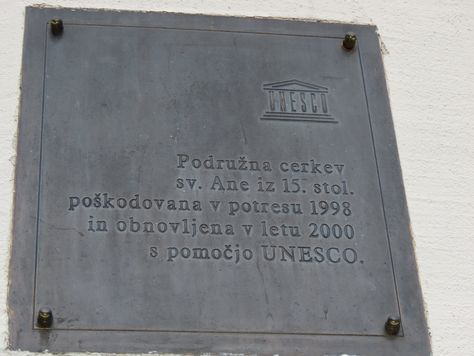 UNESCO
Podružna cerkev
sv. Ane iz 15. stol.
poškodovana v potresu 1998
in obnovljena v letu 2000
s pomočjo UNESCO.